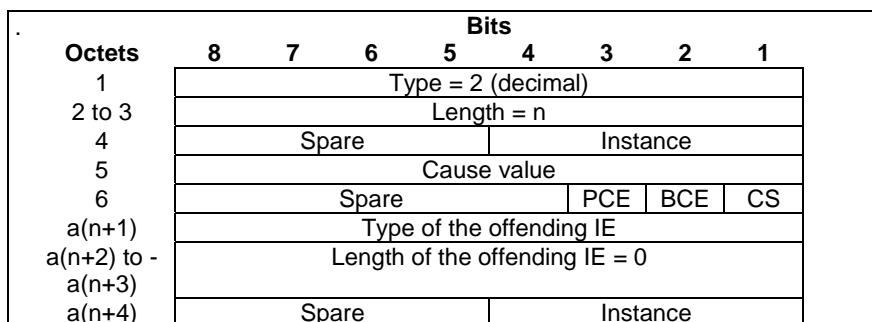 .
Bits
Octets 8 7 6 5 4 3 2 1
1 Type = 2 (decimal)
2 to 3 Length = n
4 Spare Instance
5 Cause value
6 Spare PCE BCE CS
a(n+1) Type of the offending IE
a(n+2) to - Length of the offending IE = 0
a(n+3)
a(n+4) Spare Instance